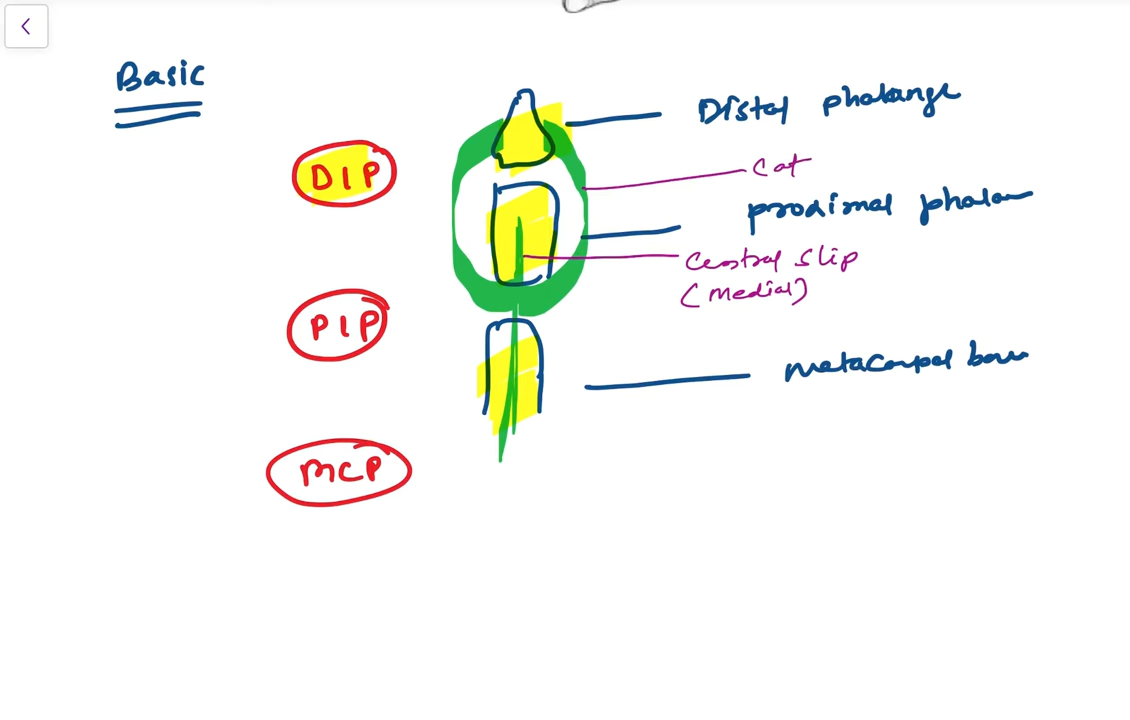 Basic
Distal phalange
DIP
Cat
proximal phalan
Central slip
(Medial)
PIP
metacarpal bone
MCP